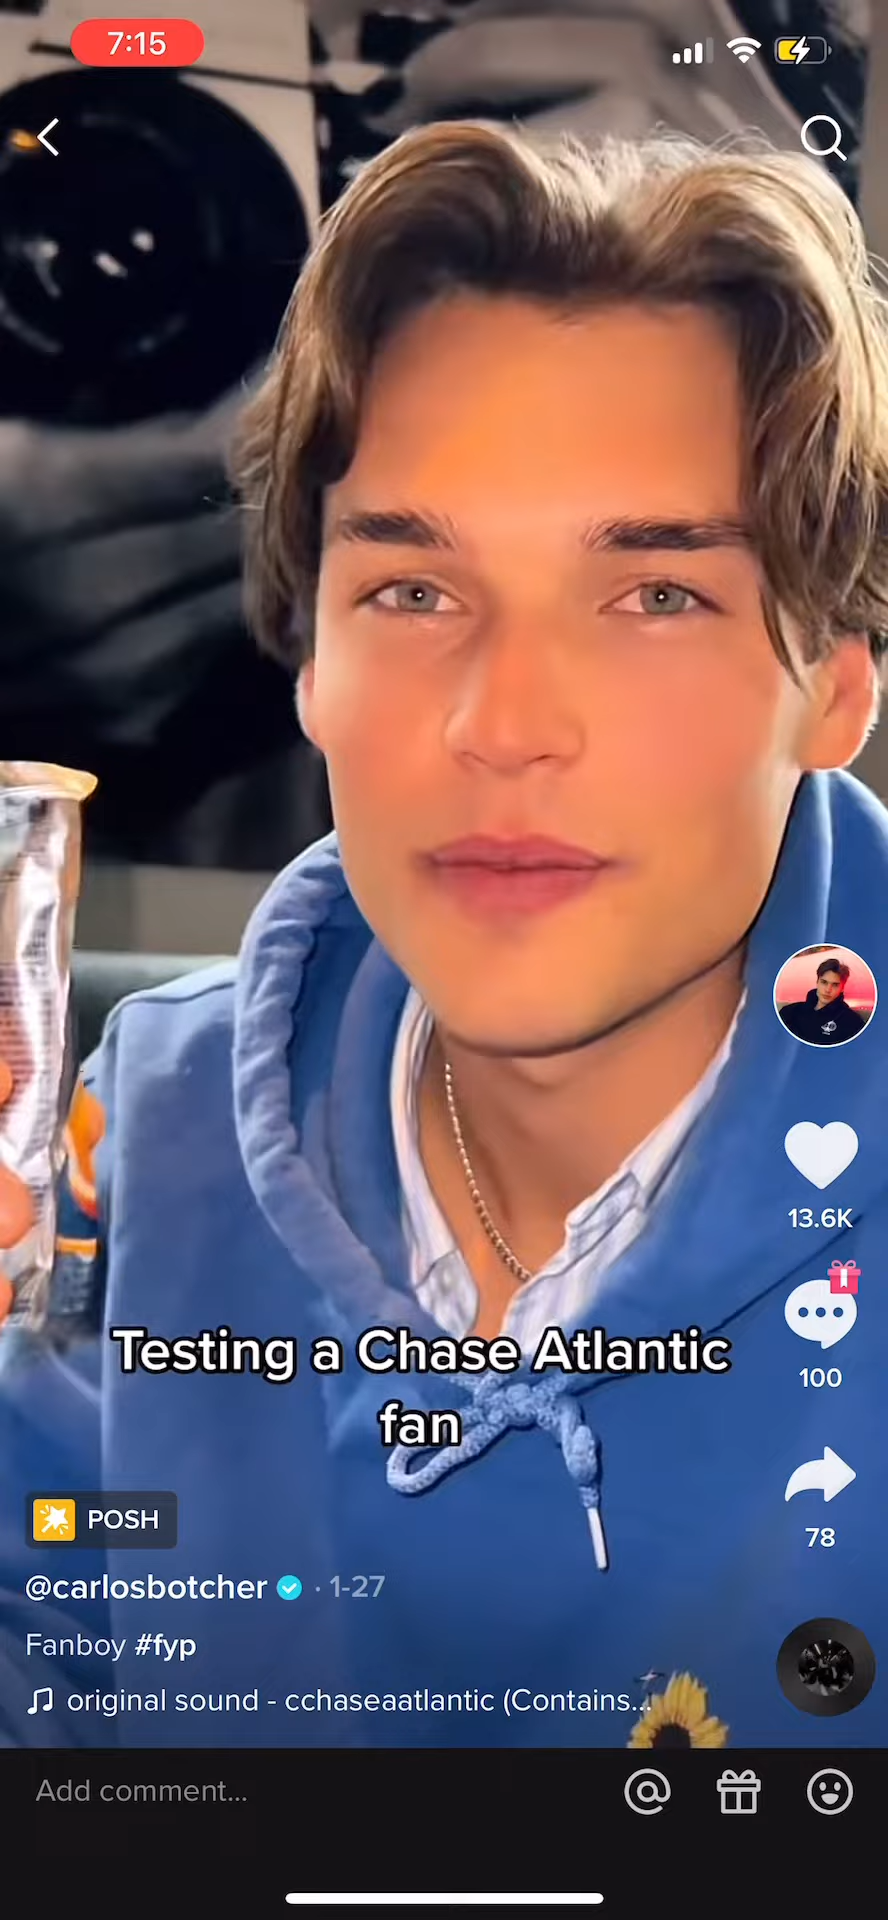 7:15
Testing a Chase Atlantic
fan
POSH
@carlosbotcher · 1-27
Fanboy #fyp
original sound - cchaseaatlantic (Contains...
13.6K
100
78
Add comment...